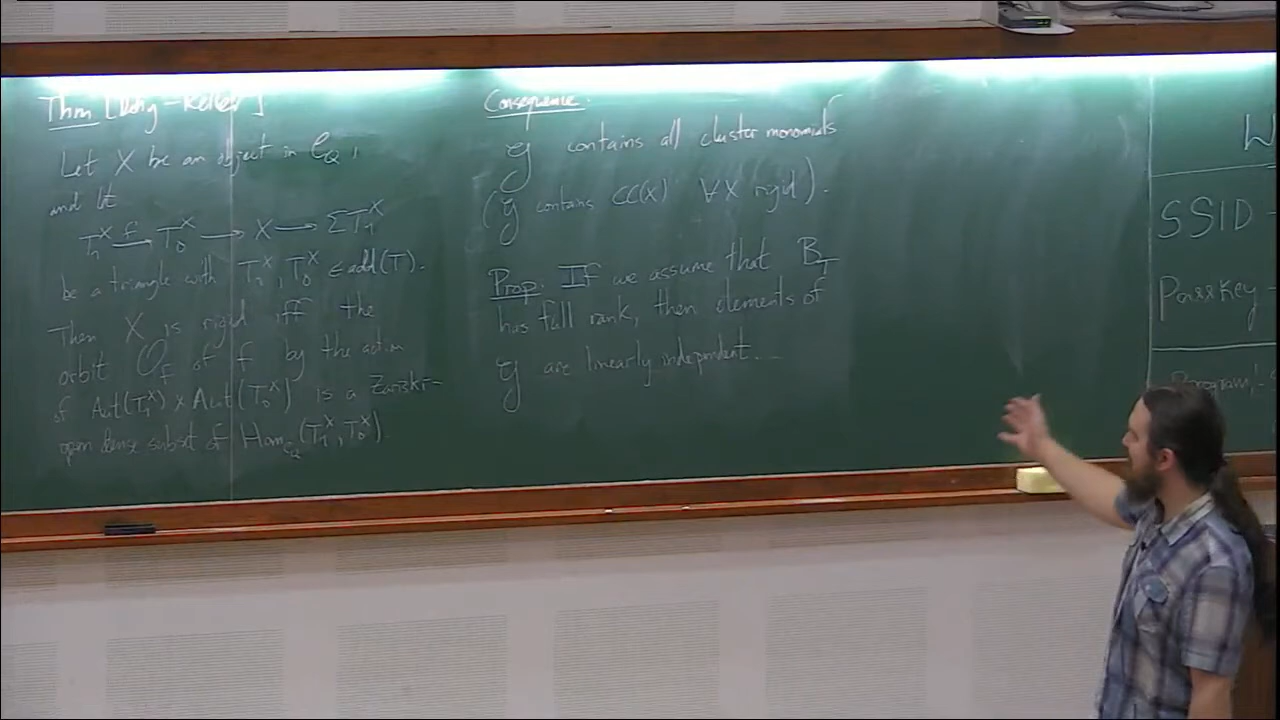 Thm [Dehy-Keller]
Let X be an object in 𝒞_Q,
and let
T_1^X →^f T_0^X → X → ΣT_1^X
be a triangle with T_1^X, T_0^X ∈ add(T).
Then X is rigid iff the
orbit O_f of f by the action
of Aut(T_1^X) × Aut(T_0^X) is a Zariski-
open dense subset of Hom_{𝒞_Q}(T_1^X, T_0^X).
Consequence:
𝒢 contains all cluster monomials
(𝒢 contains CC(X) ∀X rigid).
Prop: If we assume that B_T
has full rank, then elements of
𝒢 are linearly independent...
W
SSID -
PassKey -
Program: -